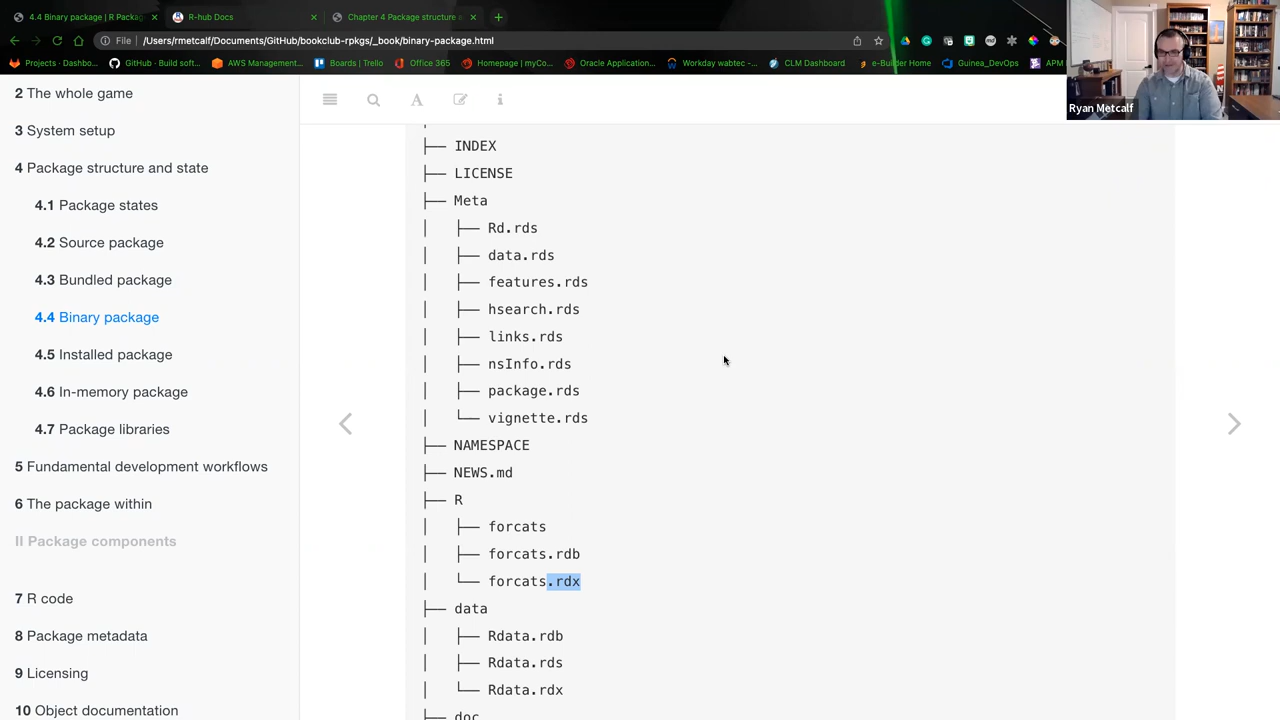 4.4 Binary package | R Packag
R-hub Docs
Chapter 4 Package structure a
File
/Users/rmetcalf/Documents/GitHub/bookclub-rpkgs/_book/binary-package.html
Projects · Dashbo...
GitHub · Build soft...
AWS Management...
Boards | Trello
Office 365
Homepage | myCo...
Oracle Application...
Workday wabtec -...
CLM Dashboard
e-Builder Home
Guinea_DevOps
APM
Ryan Metcalf
2 The whole game
3 System setup
4 Package structure and state
4.1 Package states
4.2 Source package
4.3 Bundled package
4.4 Binary package
4.5 Installed package
4.6 In-memory package
4.7 Package libraries
5 Fundamental development workflows
6 The package within
II Package components
7 R code
8 Package metadata
9 Licensing
10 Object documentation
├── INDEX
├── LICENSE
├── Meta
│   ├── Rd.rds
│   ├── data.rds
│   ├── features.rds
│   ├── hsearch.rds
│   ├── links.rds
│   ├── nsInfo.rds
│   ├── package.rds
│   └── vignette.rds
├── NAMESPACE
├── NEWS.md
├── R
│   ├── forcats
│   ├── forcats.rdb
│   └── forcats.rdx
├── data
│   ├── Rdata.rdb
│   ├── Rdata.rds
│   └── Rdata.rdx
├── doc